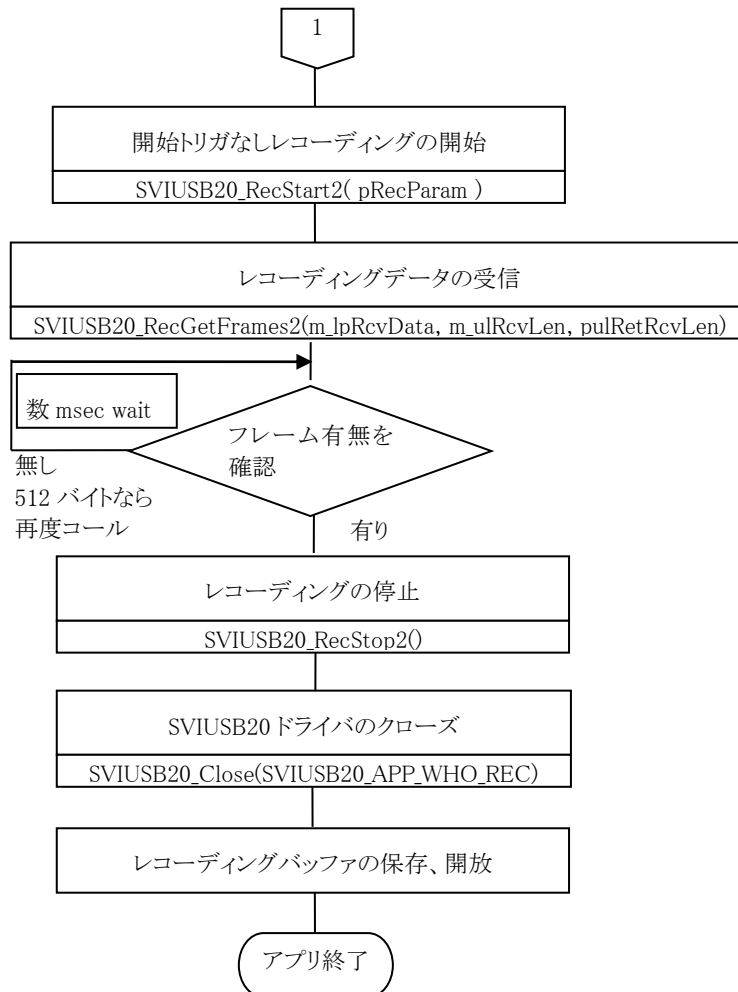 1
開始トリガなしレコーディングの開始
SVIUSB20_RecStart2( pRecParam )
レコーディングデータの受信
SVIUSB20_RecGetFrames2(m_lpRcvData, m_ulRcvLen, pulRetRcvLen)
数 msec wait
フレーム有無を
確認
無し
512 バイトなら
再度コール
有り
レコーディングの停止
SVIUSB20_RecStop2()
SVIUSB20 ドライバのクローズ
SVIUSB20_Close(SVIUSB20_APP_WHO_REC)
レコーディングバッファの保存、開放
アプリ終了